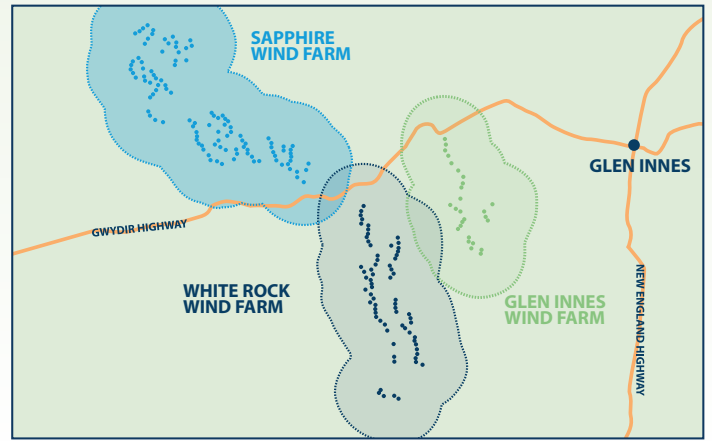 SAPPHIRE
WIND FARM
GLEN INNES
GWYDIR HIGHWAY
WHITE ROCK
WIND FARM
GLEN INNES
WIND FARM
NEW ENGLAND HIGHWAY